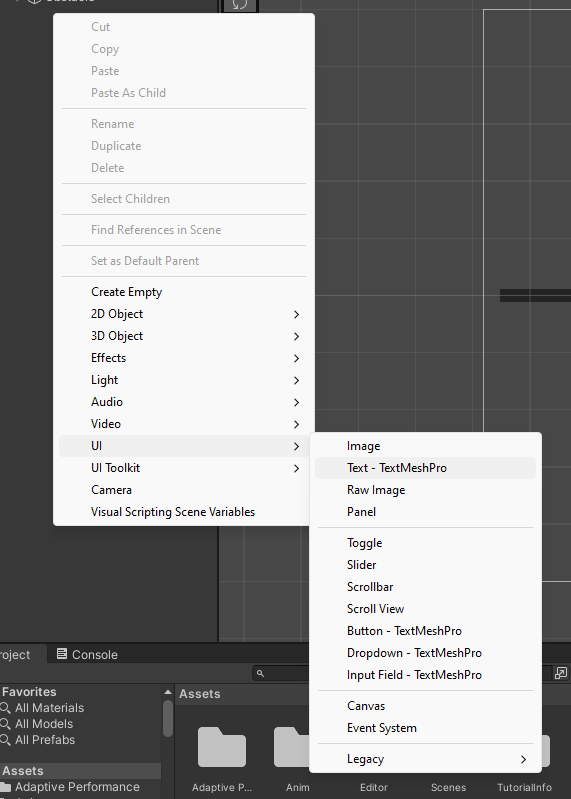 Cut
Copy
Paste
Paste As Child
Rename
Duplicate
Delete
Select Children
Find References in Scene
Set as Default Parent
Create Empty
2D Object
3D Object
Effects
Light
Audio
Video
UI
UI Toolkit
Camera
Visual Scripting Scene Variables
Image
Text - TextMeshPro
Raw Image
Panel
Toggle
Slider
Scrollbar
Scroll View
Button - TextMeshPro
Dropdown - TextMeshPro
Input Field - TextMeshPro
Canvas
Event System
Legacy
roject
Console
Favorites
All Materials
All Models
All Prefabs
Assets
Adaptive Performance
Assets
Adaptive P...
Anim
Editor
Scenes
TutorialInfo